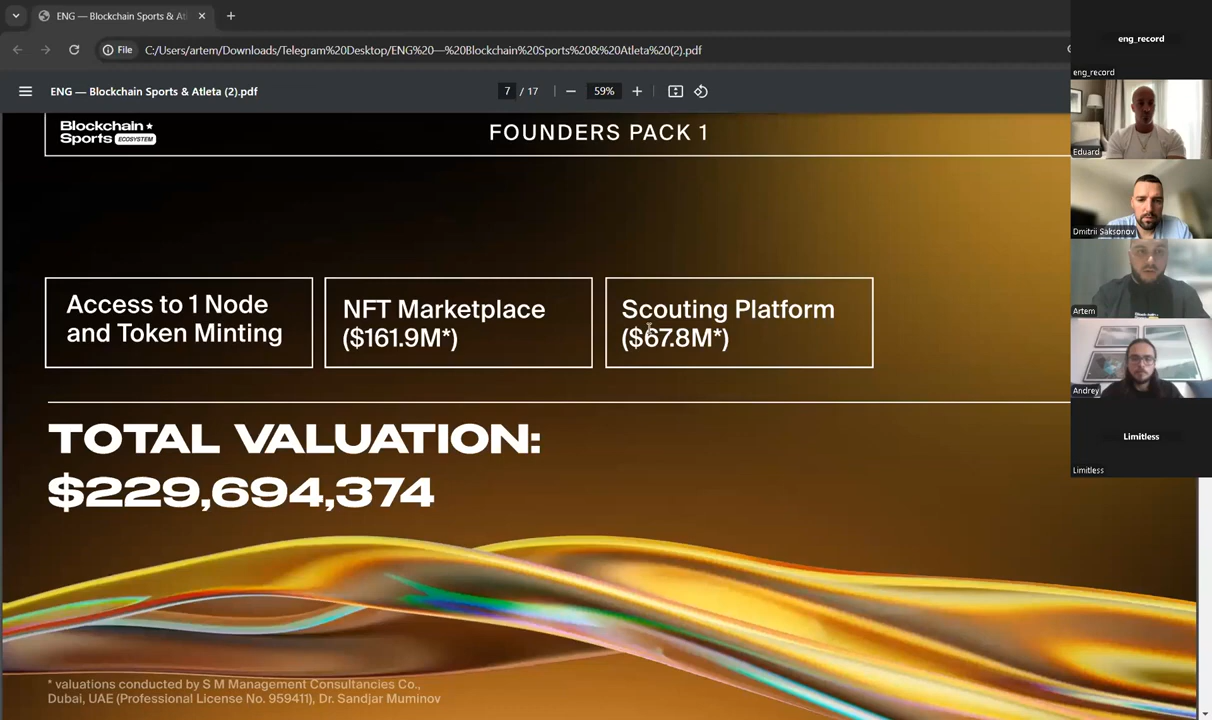 ENG — Blockchain Sports & Atl
File
C:/Users/artem/Downloads/Telegram%20Desktop/ENG%20—%20Blockchain%20Sports%20&%20Atleta%20(2).pdf
ENG — Blockchain Sports & Atleta (2).pdf
7 / 17
59%
Blockchain
Sports ECOSYSTEM
FOUNDERS PACK 1
Access to 1 Node
and Token Minting
NFT Marketplace
($161.9M*)
Scouting Platform
($67.8M*)
TOTAL VALUATION:
$229,694,374
* valuations conducted by S M Management Consultancies Co.,
Dubai, UAE (Professional License No. 959411), Dr. Sandjar Muminov
eng_record
eng_record
Eduard
Dmitrii Saksonov
Artem
Andrey
Limitless
Limitless